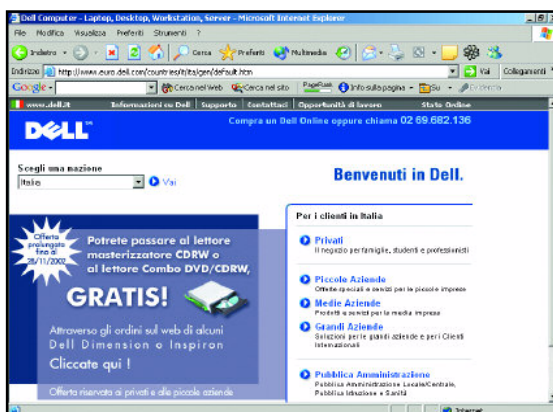 Dell Computer - Laptop, Desktop, Workstation, Server - Microsoft Internet Explorer
File Modifica Visualizza Preferiti Strumenti ?
Indietro Cerca Preferiti Multimedia
Indirizzo http://www.euro.dell.com/countries/it/ita/gen/default.htm Vai Collegamenti
Google Cerca nel Web Cerca nel sito PageRank Info sulla pagina Su Evidenzia
www.dell.it Informazioni su Dell Supporto Contattaci Opportunità di lavoro Stato Ordine
DELL™
Compra un Dell Online oppure chiama 02 69.682.136
Scegli una nazione
Italia Vai
Benvenuti in Dell.
Offerta
prolungata
fino al
28/11/2002
Potrete passare al lettore
masterizzatore CDRW o
al lettore Combo DVD/CDRW,
GRATIS!
Attraverso gli ordini sul web di alcuni
Dell Dimension o Inspiron
Cliccate qui !
Offerta riservata ai privati e alle piccole aziende
Per i clienti in Italia
Privati
Il negozio per famiglie, studenti e professionisti
Piccole Aziende
Offerte speciali e servizi per le piccole imprese
Medie Aziende
Prodotti e servizi per la media impresa
Grandi Aziende
Soluzioni per le grandi aziende e per i Clienti
Internazionali
Pubblica Amministrazione
Pubblica Amministrazione Locale/Centrale,
Pubblica Istruzione e Sanità
Internet